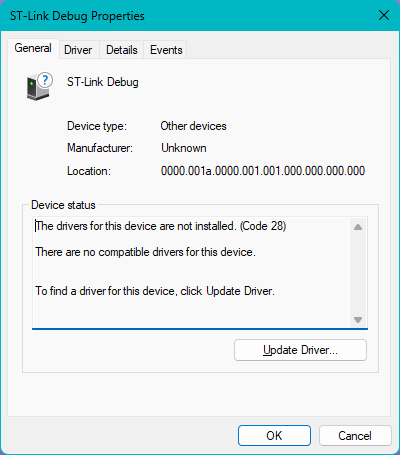 ST-Link Debug Properties
General Driver Details Events
ST-Link Debug
Device type: Other devices
Manufacturer: Unknown
Location: 0000.001a.0000.001.001.000.000.000.000
Device status
The drivers for this device are not installed. (Code 28)
There are no compatible drivers for this device.
To find a driver for this device, click Update Driver.
Update Driver...
OK Cancel